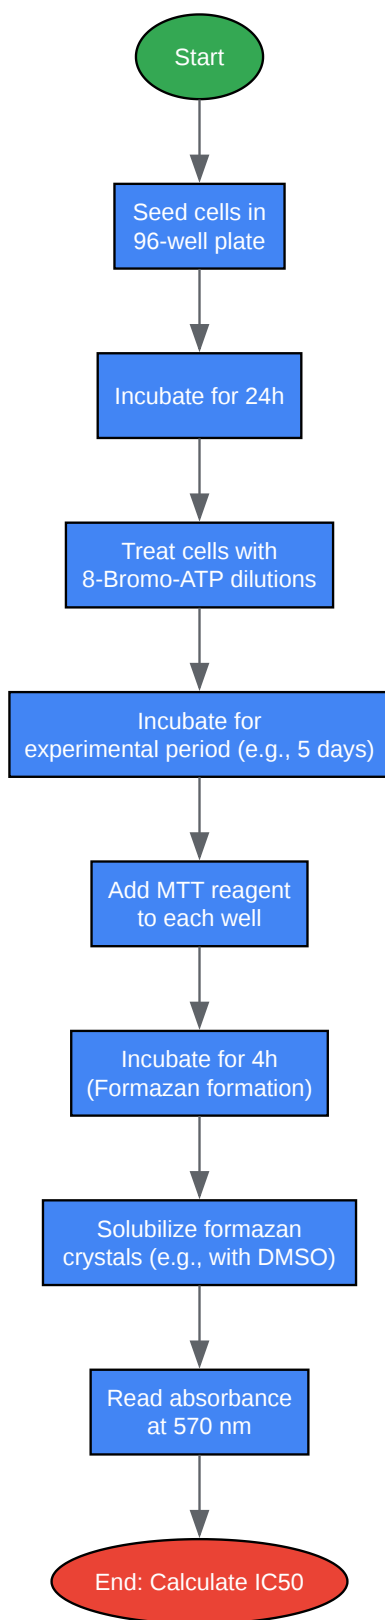 Start
Seed cells in
96-well plate
Incubate for 24h
Treat cells with
8-Bromo-ATP dilutions
Incubate for
experimental period (e.g., 5 days)
Add MTT reagent
to each well
Incubate for 4h
(Formazan formation)
Solubilize formazan
crystals (e.g., with DMSO)
Read absorbance
at 570 nm
End: Calculate IC50